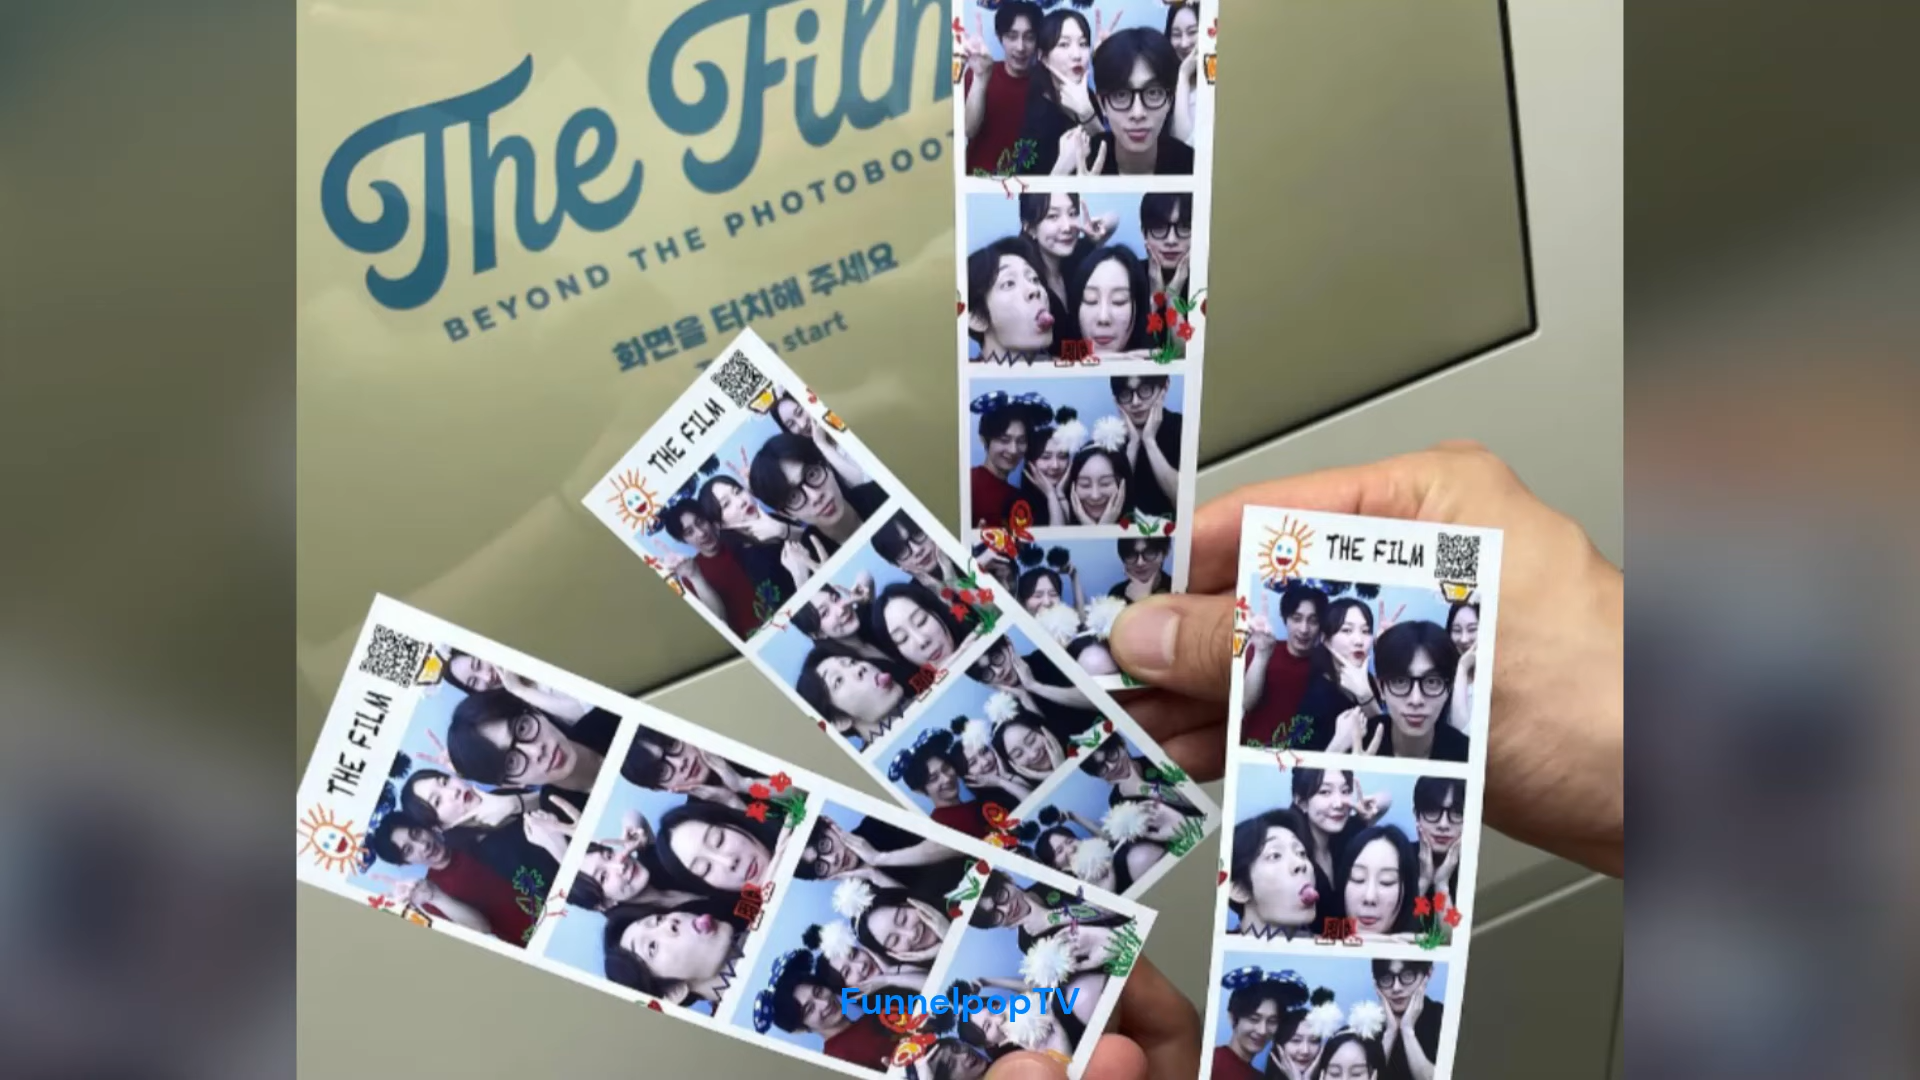 The Film
BEYOND THE PHOTOBOOT
화면을 터치해 주세요
start
THE FILM
THE FILM
THE FILM
FunnelpopTV